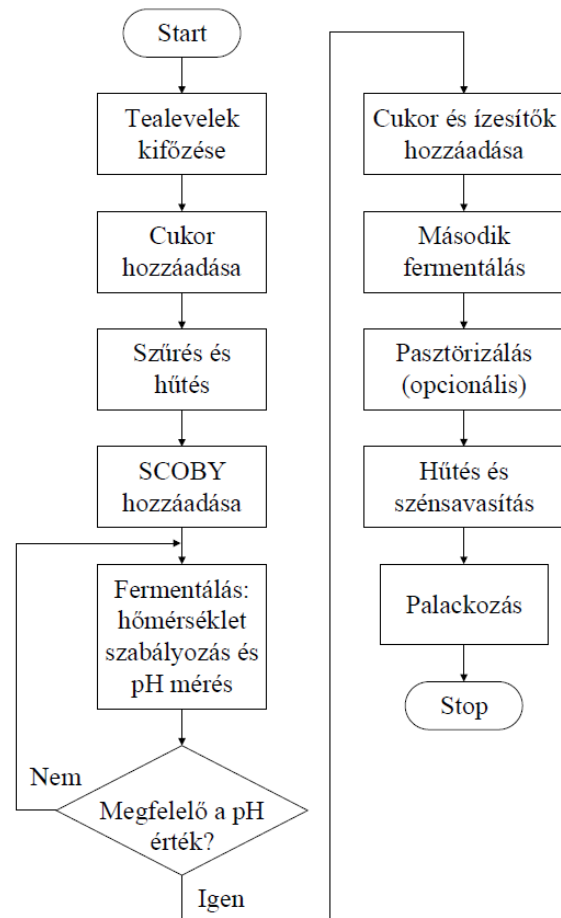 Start
Tealevelek
kifőzése
Cukor
hozzáadása
Szűrés és
hűtés
SCOBY
hozzáadása
Fermentálás:
hőmérséklet
szabályozás és
pH mérés
Nem
Megfelelő a pH
érték?
Igen
Cukor és ízesítők
hozzáadása
Második
fermentálás
Pasztörizálás
(opcionális)
Hűtés és
szénsavasítás
Palackozás
Stop